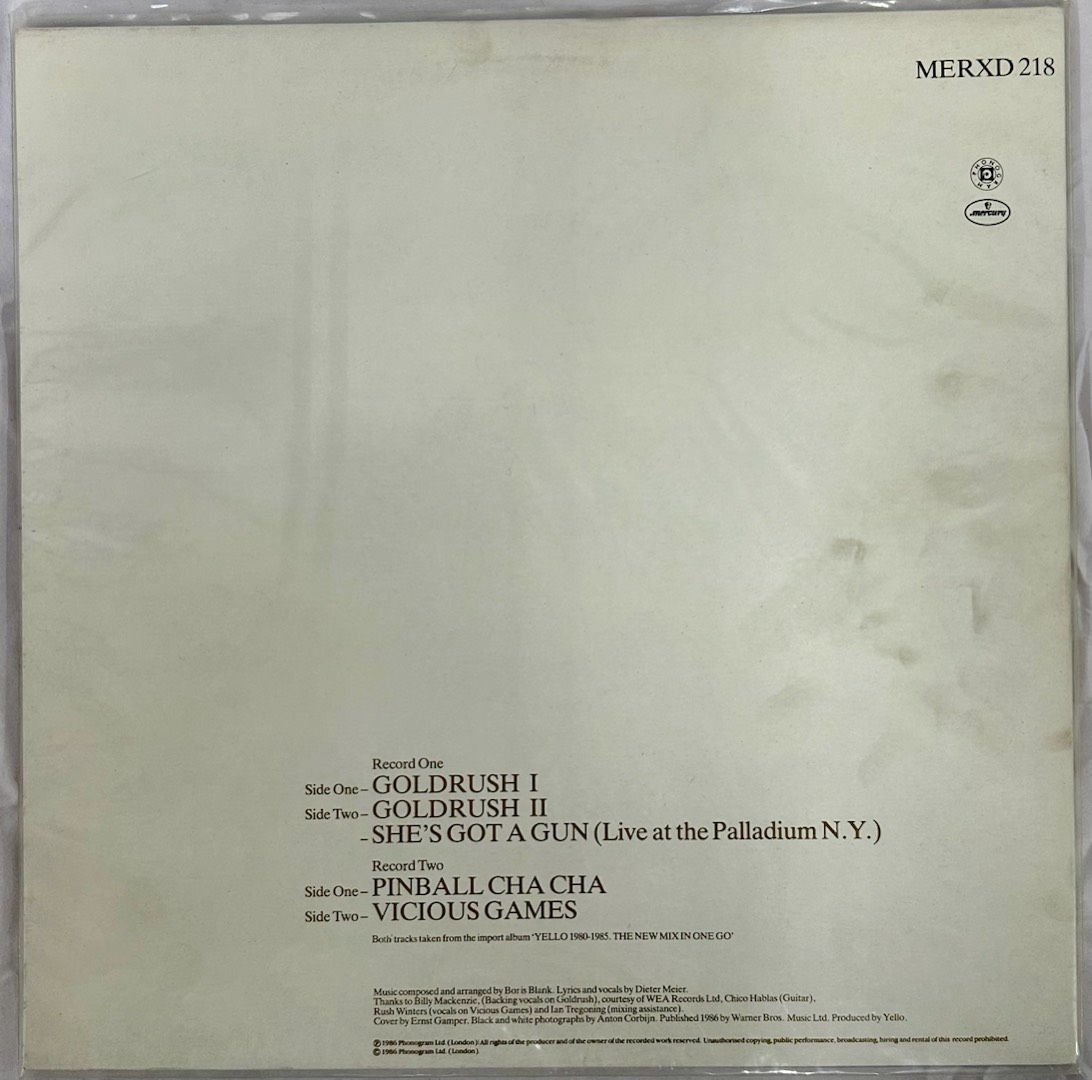 MERXD 218
PHONOGRAM
mercury
Record One
Side One – GOLDRUSH I
Side Two – GOLDRUSH II
– SHE'S GOT A GUN (Live at the Palladium N.Y.)
Record Two
Side One – PINBALL CHA CHA
Side Two – VICIOUS GAMES
Both tracks taken from the import album 'YELLO 1980-1985. THE NEW MIX IN ONE GO'
Music composed and arranged by Boris Blank. Lyrics and vocals by Dieter Meier.
Thanks to Billy Mackenzie, (Backing vocals on Goldrush), courtesy of WEA Records Ltd, Chico Hablas (Guitar),
Rush Winters (vocals on Vicious Games) and Ian Tregoning (mixing assistance).
Cover by Ernst Gamper. Black and white photographs by Anton Corbijn. Published 1986 by Warner Bros. Music Ltd. Produced by Yello.
℗ 1986 Phonogram Ltd. (London) All rights of the producer and of the owner of the recorded work reserved. Unauthorised copying, public performance, broadcasting, hiring and rental of this record prohibited.
© 1986 Phonogram Ltd. (London)